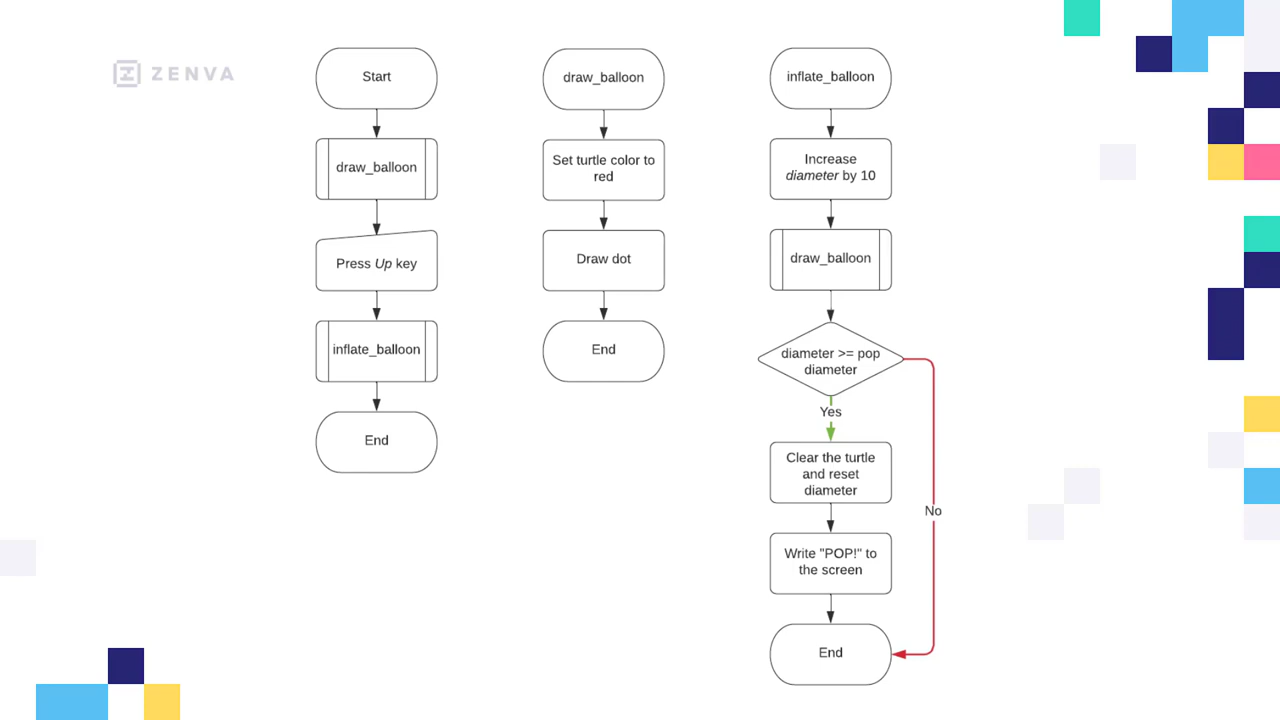 ZENVA
Start
draw_balloon
Press Up key
inflate_balloon
End
draw_balloon
Set turtle color to
red
Draw dot
End
inflate_balloon
Increase
diameter by 10
draw_balloon
diameter >= pop
diameter
Yes
Clear the turtle
and reset
diameter
No
Write "POP!" to
the screen
End